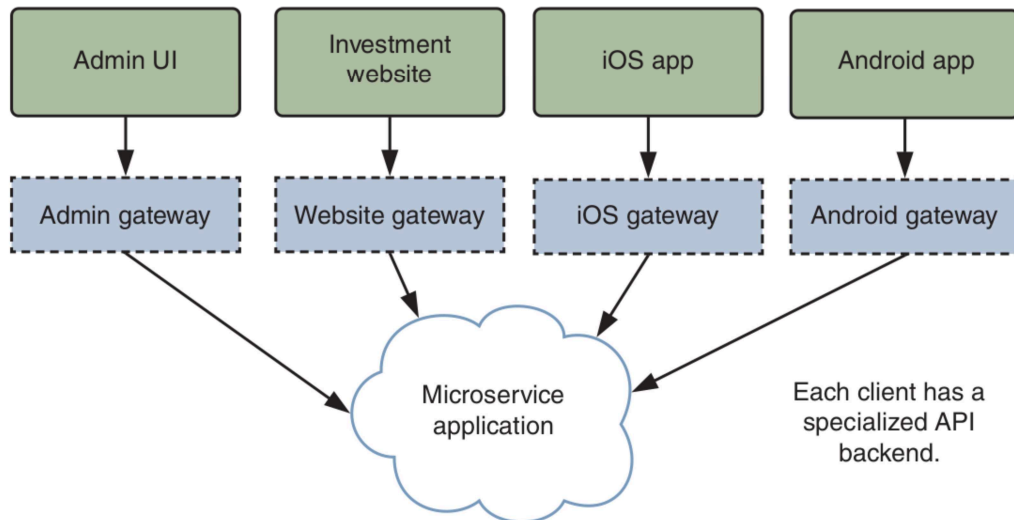 Admin UI
Investment
website
iOS app
Android app
Admin gateway
Website gateway
iOS gateway
Android gateway
Microservice
application
Each client has a
specialized API
backend.